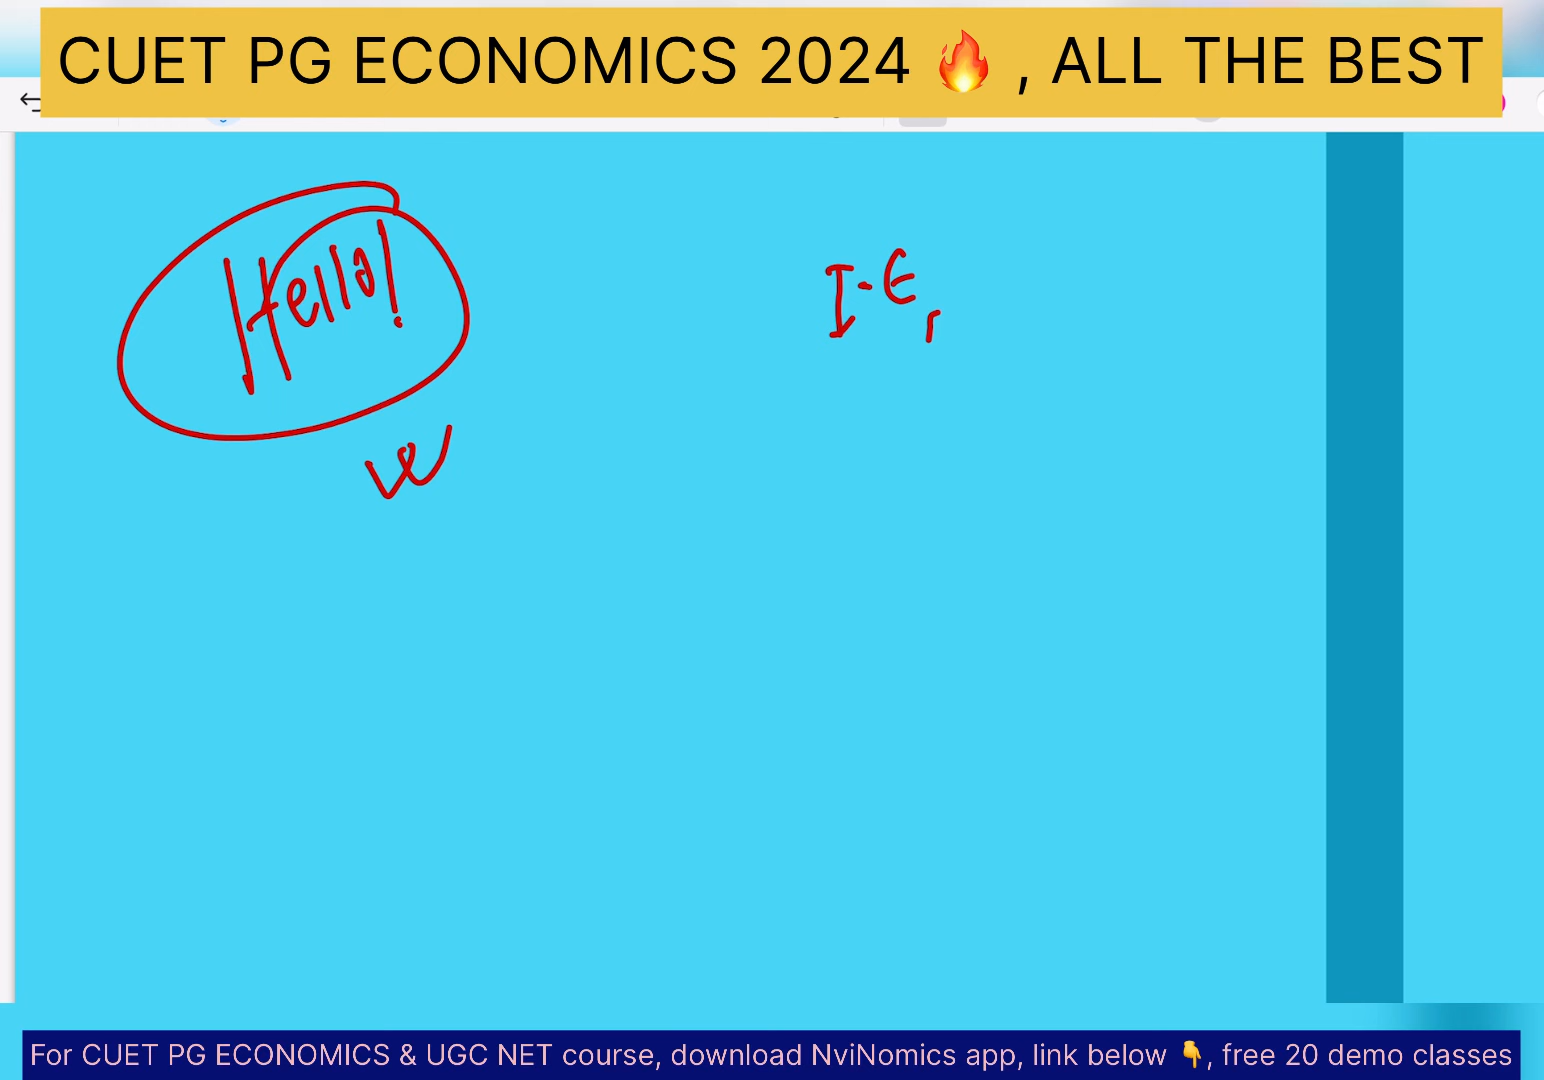 CUET PG ECONOMICS 2024 🔥 , ALL THE BEST
Hello!
I-E,
For CUET PG ECONOMICS & UGC NET course, download NviNomics app, link below 👇, free 20 demo classes